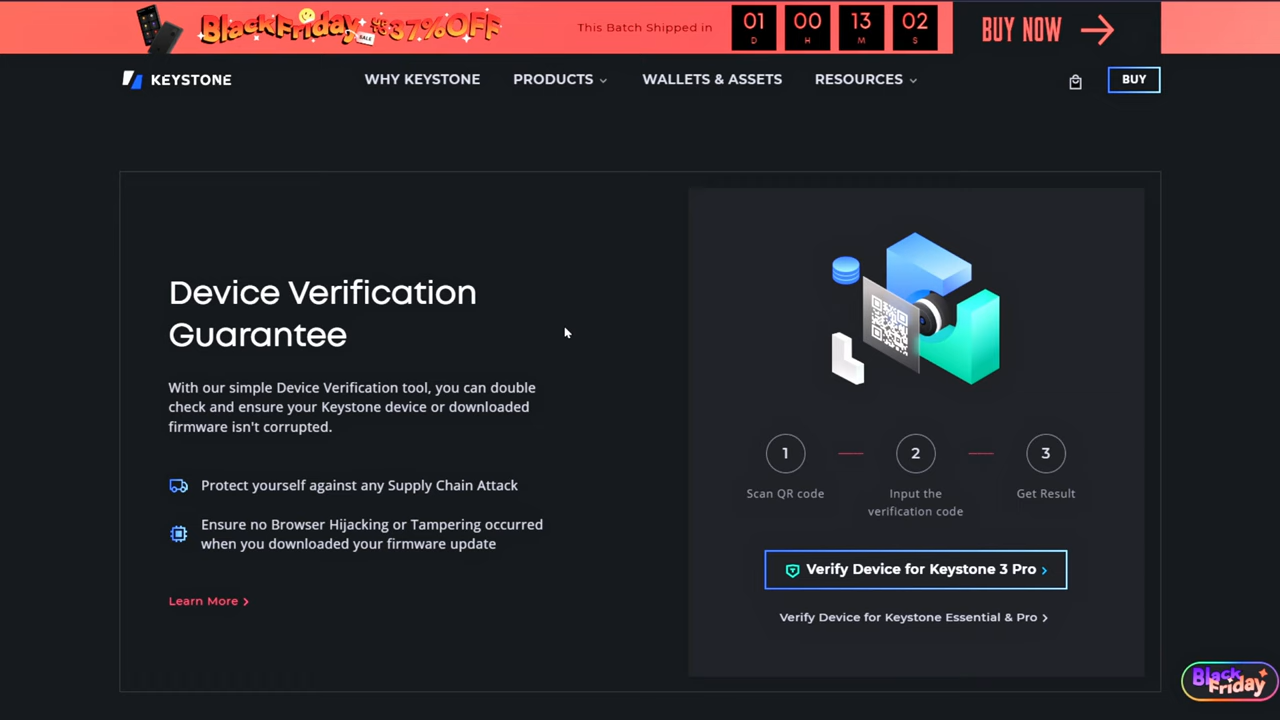 BlackFriday SALE 37% OFF
This Batch Shipped in
01 00 13 02
D H M S
BUY NOW
KEYSTONE
WHY KEYSTONE
PRODUCTS
WALLETS & ASSETS
RESOURCES
BUY
Device Verification
Guarantee
With our simple Device Verification tool, you can double
check and ensure your Keystone device or downloaded
firmware isn't corrupted.
Protect yourself against any Supply Chain Attack
Ensure no Browser Hijacking or Tampering occurred
when you downloaded your firmware update
Learn More
1 2 3
Scan QR code
Input the
verification code
Get Result
Verify Device for Keystone 3 Pro
Verify Device for Keystone Essential & Pro
Black
Friday